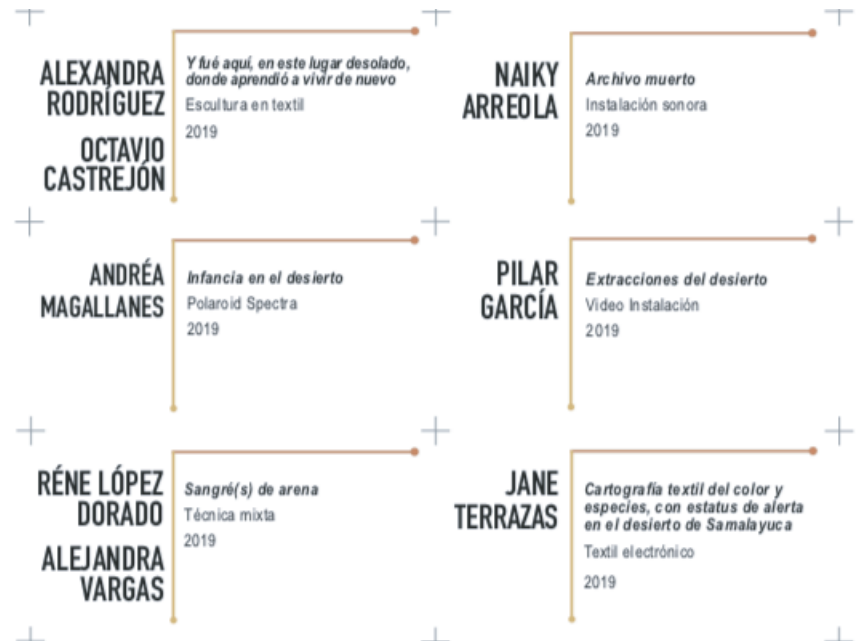 ALEXANDRA
RODRÍGUEZ
OCTAVIO
CASTREJÓN
Y fué aquí, en este lugar desolado,
donde aprendió a vivir de nuevo
Escultura en textil
2019
NAIKY
ARREOLA
Archivo muerto
Instalación sonora
2019
ANDRÉA
MAGALLANES
Infancia en el desierto
Polaroid Spectra
2019
PILAR
GARCÍA
Extracciones del desierto
Video Instalación
2019
RÉNE LÓPEZ
DORADO
ALEJANDRA
VARGAS
Sangré(s) de arena
Técnica mixta
2019
JANE
TERRAZAS
Cartografía textil del color y
especies, con estatus de alerta
en el desierto de Samalayuca
Textil electrónico
2019